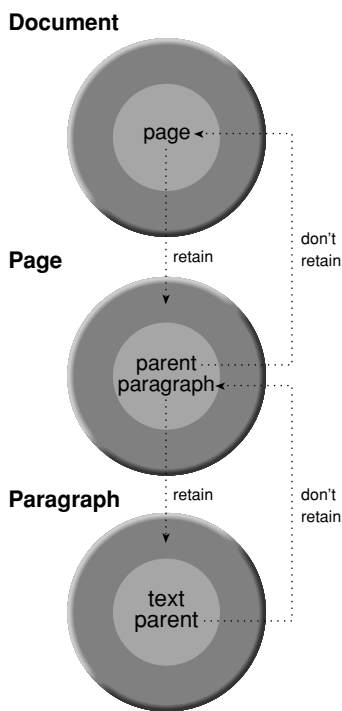 Document
page
don't
retain
retain
Page
parent
paragraph
Paragraph
retain
don't
retain
text
parent